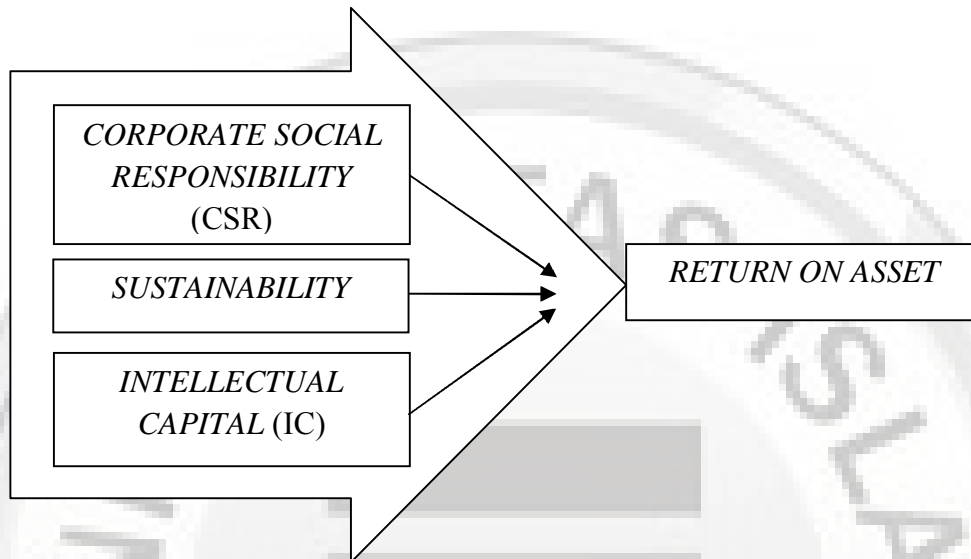 CORPORATE SOCIAL
RESPONSIBILITY
(CSR)
SUSTAINABILITY
INTELLECTUAL
CAPITAL (IC)
RETURN ON ASSET